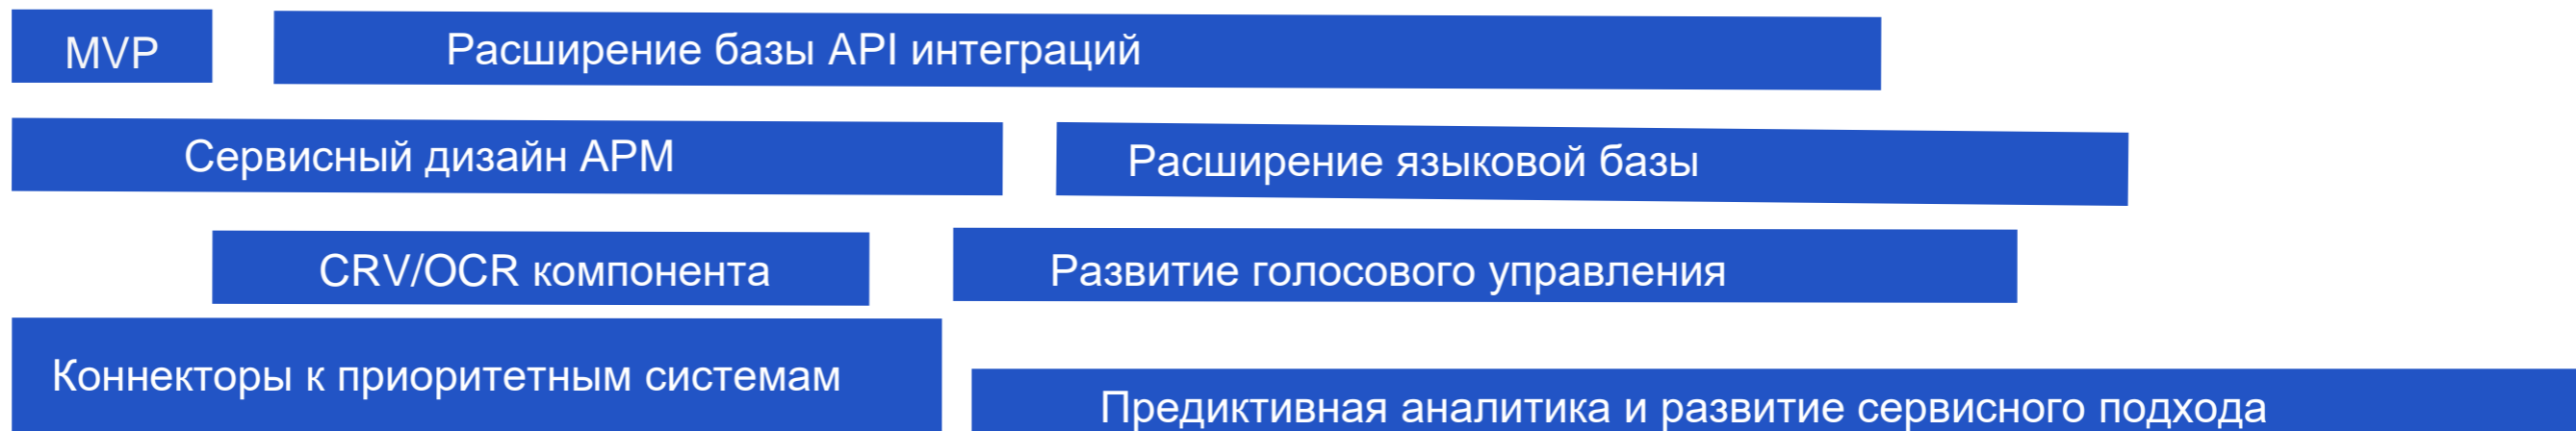 MVP
Расширение базы API интеграций
Сервисный дизайн АРМ
Расширение языковой базы
CRV/OCR компонента
Развитие голосового управления
Коннекторы к приоритетным системам
Предиктивная аналитика и развитие сервисного подхода